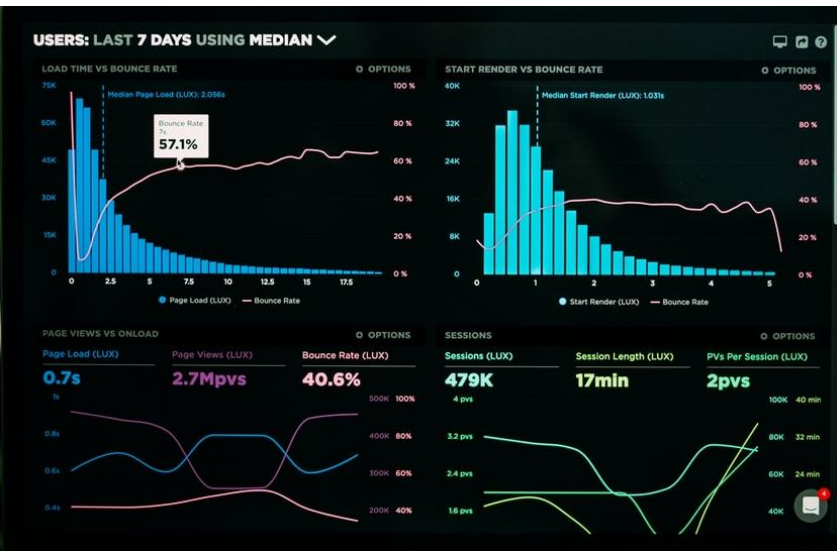 USERS: LAST 7 DAYS USING MEDIAN
LOAD TIME VS BOUNCE RATE
OPTIONS
75K
60K
45K
30K
15K
0
Median Page Load (LUX): 2.056s
Bounce Rate
7s
57.1%
100 %
80 %
60 %
40 %
20 %
0 %
0 2.5 5 7.5 10 12.5 15 17.5
Page Load (LUX) Bounce Rate
START RENDER VS BOUNCE RATE
OPTIONS
40K
32K
24K
16K
8K
0
Median Start Render (LUX): 1.031s
100 %
80 %
60 %
40 %
20 %
0 %
0 1 2 3 4 5
Start Render (LUX) Bounce Rate
PAGE VIEWS VS ONLOAD
OPTIONS
Page Load (LUX) Page Views (LUX) Bounce Rate (LUX)
0.7s 2.7Mpvs 40.6%
1s
0.8s
0.6s
0.4s
500K 100%
400K 80%
300K 60%
200K 40%
SESSIONS
OPTIONS
Sessions (LUX) Session Length (LUX) PVs Per Session (LUX)
479K 17min 2pvs
4 pvs
3.2 pvs
2.4 pvs
1.6 pvs
100K 40 min
80K 32 min
60K 24 min
40K
4